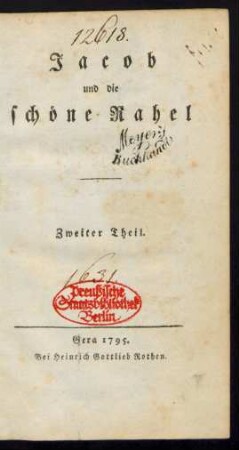 12618.
Jacob
und die
schöne Rahel
Meyer's
Buchhandl
Zweiter Theil.
1631.
Preußische
Staatsbibliothek
Berlin
Gera 1795.
Bei Heinrich Gottlieb Rothen.